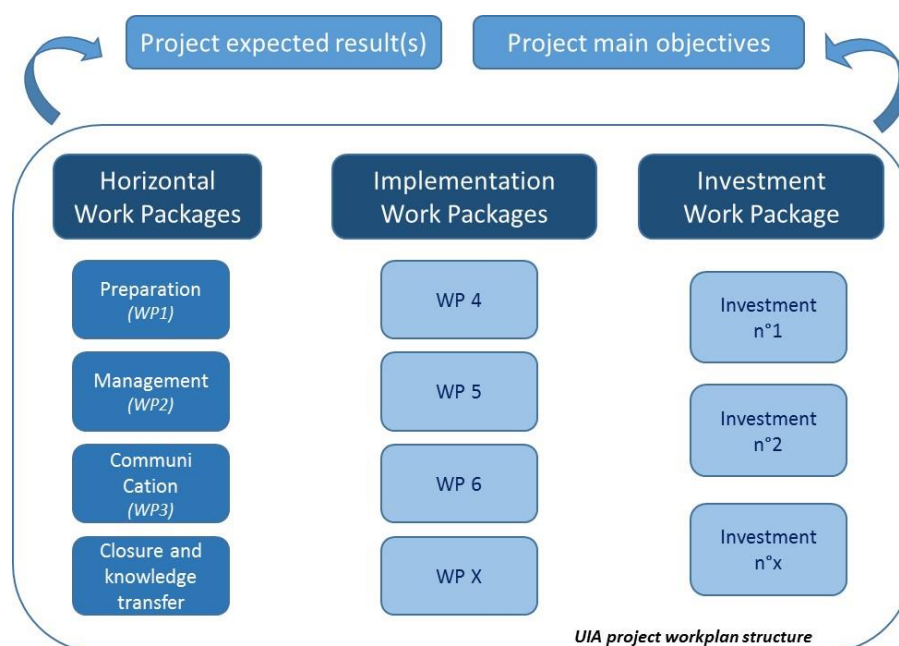 Project expected result(s)
Project main objectives
Horizontal
Work Packages
Preparation
(WP1)
Management
(WP2)
Communi
Cation
(WP3)
Closure and
knowledge
transfer
Implementation
Work Packages
WP 4
WP 5
WP 6
WP X
Investment
Work Package
Investment
n°1
Investment
n°2
Investment
n°x
UIA project workplan structure